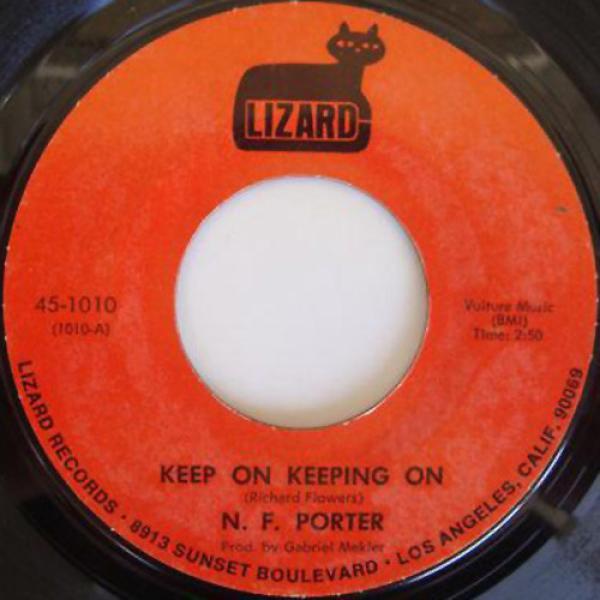 LIZARD
45-1010
(1010-A)
Vulture Music
(BMI)
Time: 2:50
KEEP ON KEEPING ON
(Richard Flowers)
N. F. PORTER
Prod. by Gabriel Mekler
LIZARD RECORDS • 8913 SUNSET BOULEVARD • LOS ANGELES, CALIF. 90069